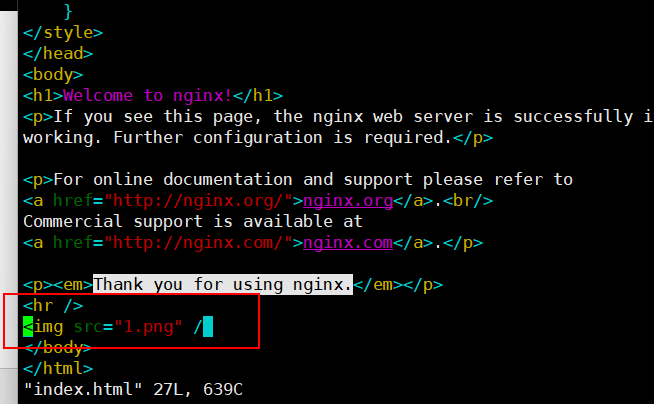 }
</style>
</head>
<body>
<h1>Welcome to nginx!</h1>
<p>If you see this page, the nginx web server is successfully i
working. Further configuration is required.</p>
<p>For online documentation and support please refer to
<a href="http://nginx.org/">nginx.org</a>.<br/>
Commercial support is available at
<a href="http://nginx.com/">nginx.com</a>.</p>
<p><em>Thank you for using nginx.</em></p>
<hr />
<img src="1.png" /
</body>
</html>
"index.html" 27L, 639C